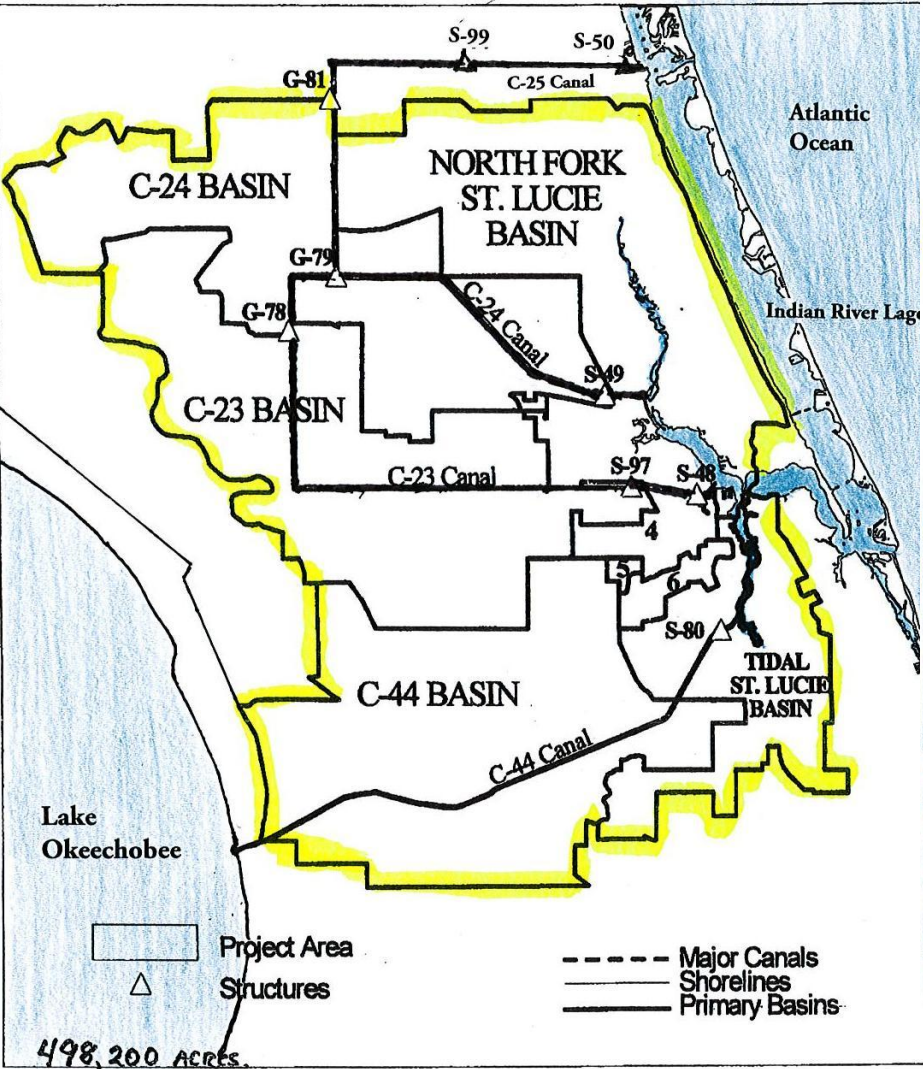 S-99
S-50
C-25 Canal
G-81
Atlantic
Ocean
C-24 BASIN
NORTH FORK
ST. LUCIE
BASIN
G-79
C-24 Canal
Indian River Lago
G-78
S-49
C-23 BASIN
C-23 Canal
S-97
S-48
4
5
6
S-80
TIDAL
ST. LUCIE
BASIN
C-44 BASIN
C-44 Canal
Lake
Okeechobee
Project Area
Structures
Major Canals
Shorelines
Primary Basins
498,200 ACRES.